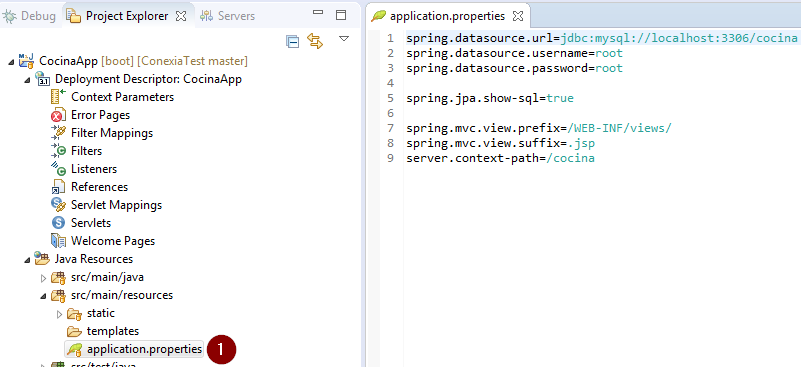 Debug Project Explorer Servers
CocinaApp [boot] [ConexiaTest master]
Deployment Descriptor: CocinaApp
Context Parameters
Error Pages
Filter Mappings
Filters
Listeners
References
Servlet Mappings
Servlets
Welcome Pages
Java Resources
src/main/java
src/main/resources
static
templates
application.properties 1
src/test/java
application.properties
1 spring.datasource.url=jdbc:mysql://localhost:3306/cocina
2 spring.datasource.username=root
3 spring.datasource.password=root
4
5 spring.jpa.show-sql=true
6
7 spring.mvc.view.prefix=/WEB-INF/views/
8 spring.mvc.view.suffix=.jsp
9 server.context-path=/cocina